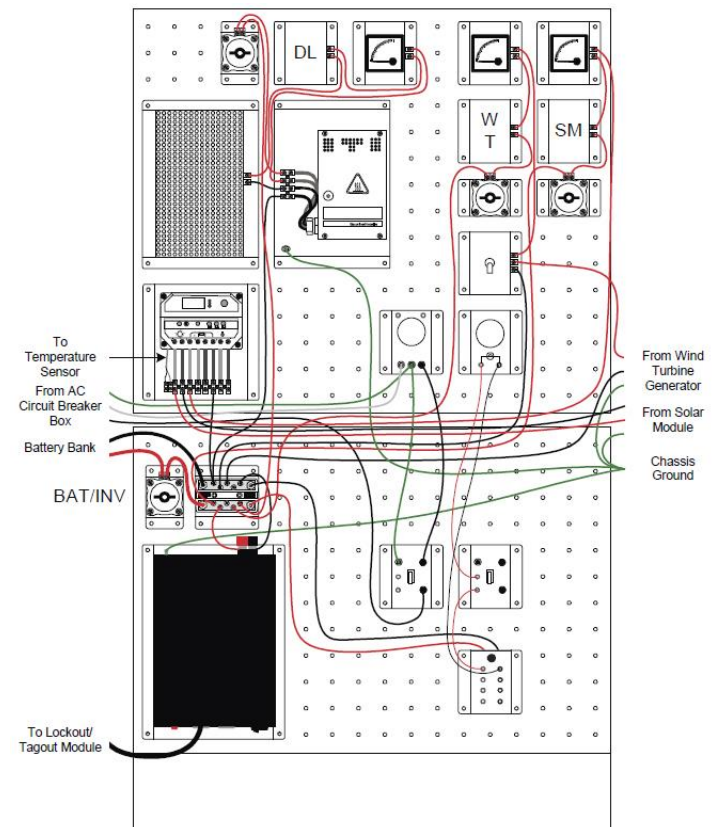 DL
W
T
SM
To
Temperature
Sensor
From AC
Circuit Breaker
Box
Battery Bank
BAT/INV
To Lockout/
Tagout Module
From Wind
Turbine
Generator
From Solar
Module
Chassis
Ground